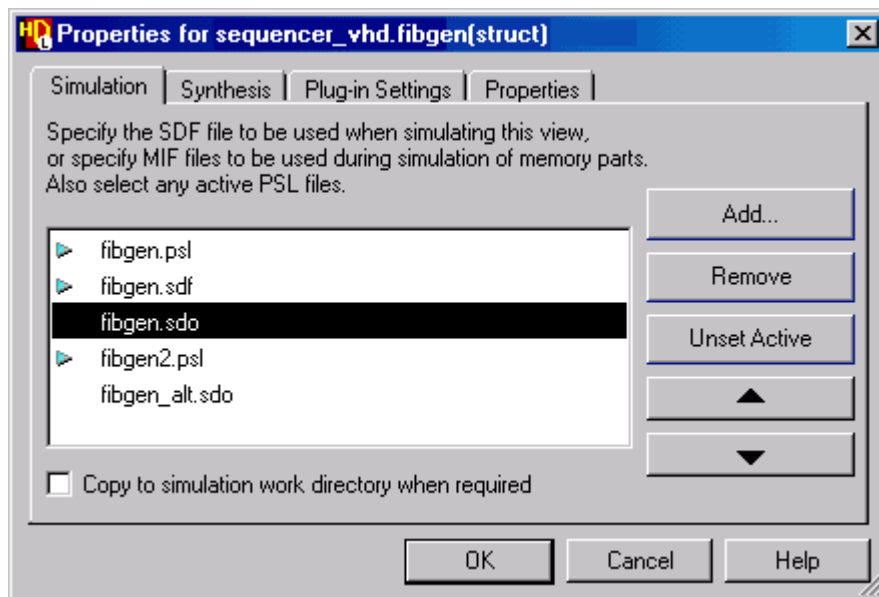 HD L Properties for sequencer_vhd.fibgen(struct)
Simulation Synthesis Plug-in Settings Properties
Specify the SDF file to be used when simulating this view,
or specify MIF files to be used during simulation of memory parts.
Also select any active PSL files.
Add...
fibgen.psl
fibgen.sdf
Remove
fibgen.sdo
Unset Active
fibgen2.psl
fibgen_alt.sdo
Copy to simulation work directory when required
OK Cancel Help